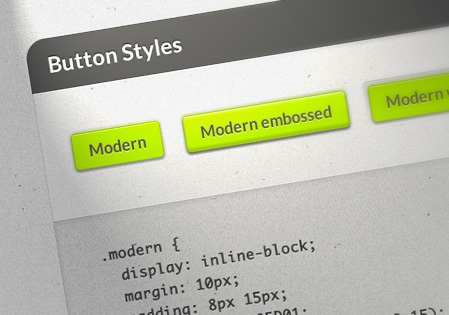 Button Styles
Modern
Modern embossed
Modern
.modern {
display: inline-block;
margin: 10px;
padding: 8px 15px;